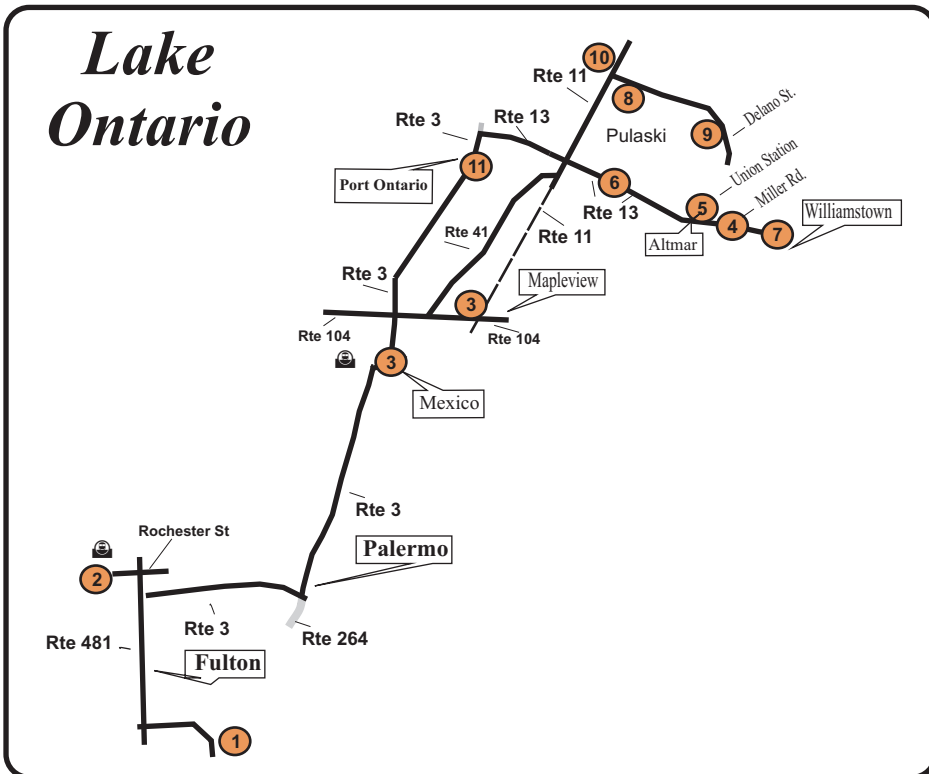 Lake
Ontario
10
Rte 11
8
Delano St.
Rte 3
Rte 13
Pulaski
9
Port Ontario
11
Union Station
6
5
Miller Rd.
Rte 13
4
7
Williamstown
Rte 41
Rte 11
Altmar
Rte 3
Mapleview
3
Rte 104
Rte 104
3
Mexico
Rte 3
Rochester St
Palermo
2
Rte 3
Rte 264
Rte 481
Fulton
1